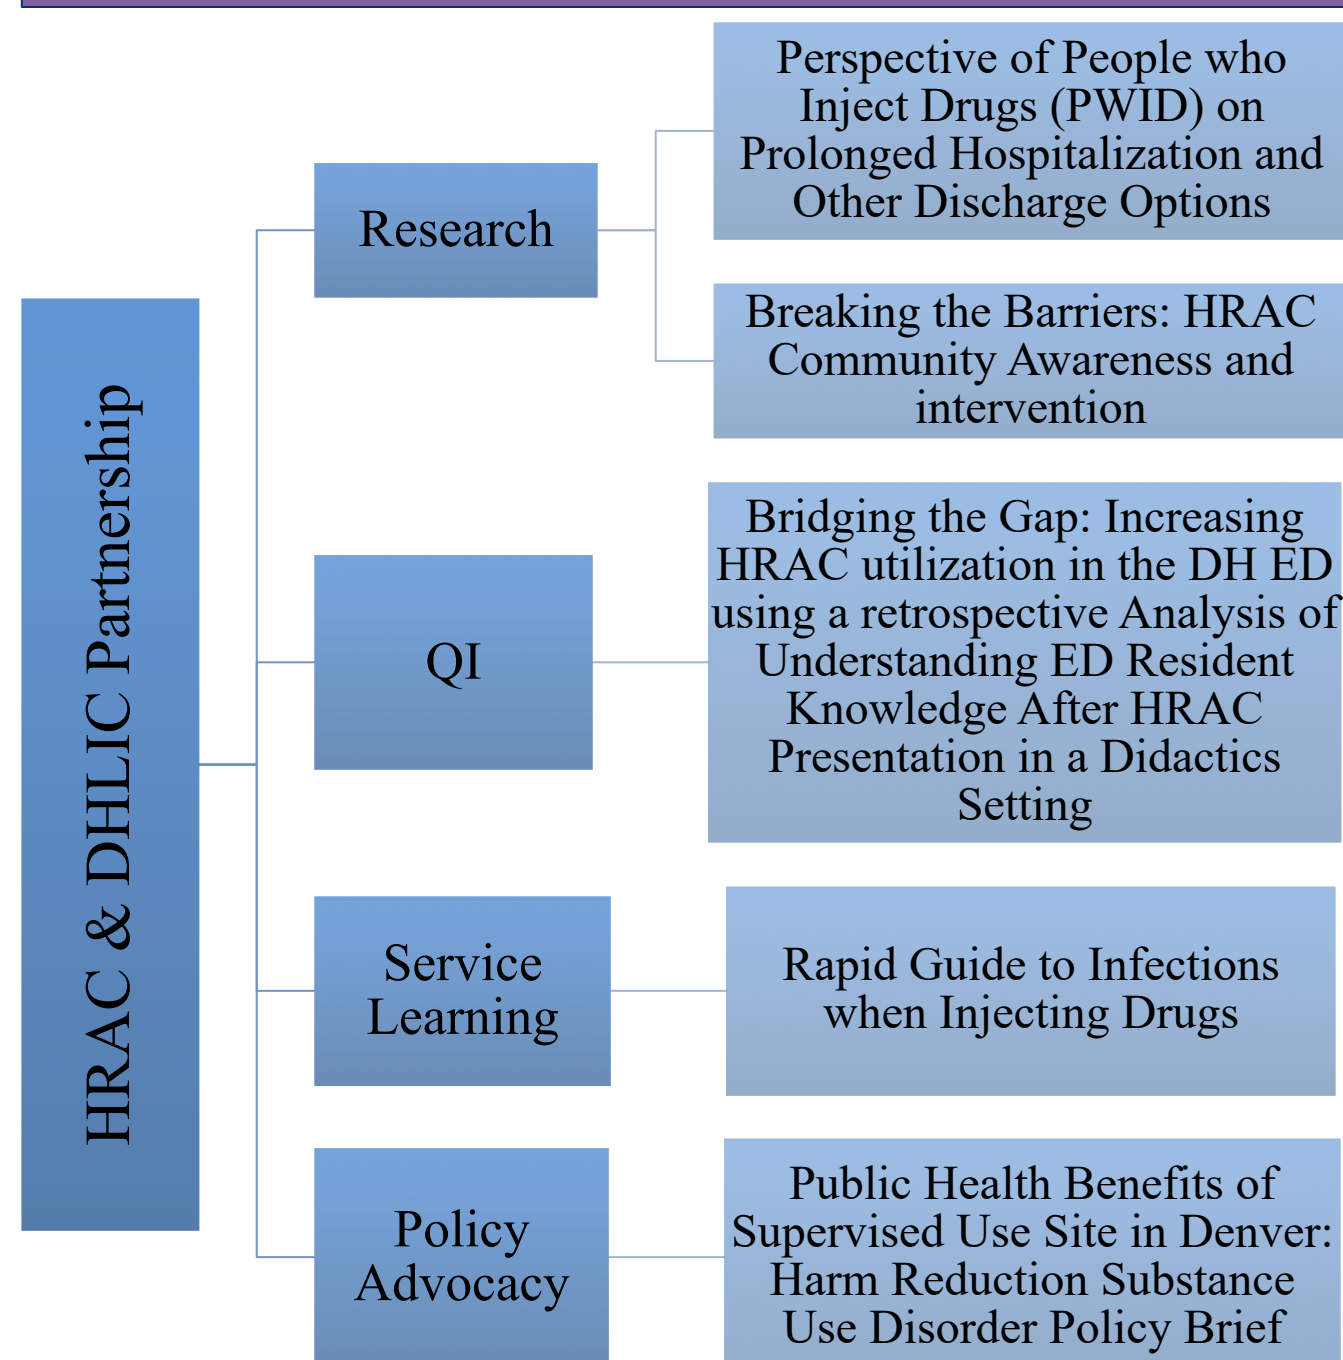 HRAC & DHLIC Partnership
Research
Perspective of People who
Inject Drugs (PWID) on
Prolonged Hospitalization and
Other Discharge Options
Breaking the Barriers: HRAC
Community Awareness and
intervention
QI
Bridging the Gap: Increasing
HRAC utilization in the DH ED
using a retrospective Analysis of
Understanding ED Resident
Knowledge After HRAC
Presentation in a Didactics
Setting
Service
Learning
Rapid Guide to Infections
when Injecting Drugs
Policy
Advocacy
Public Health Benefits of
Supervised Use Site in Denver:
Harm Reduction Substance
Use Disorder Policy Brief